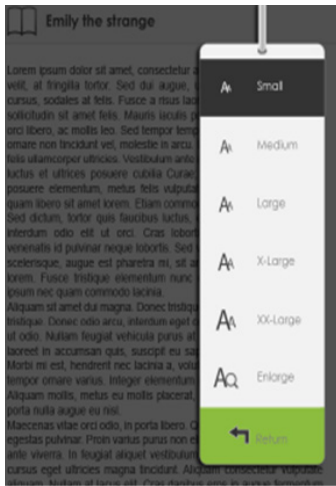 Emily the strange
Lorem ipsum dolor sit amet, consectetur a
velit, at fringilla tortor. Sed dui augue,
cursus, sodales at felis. Fusce a risus lao
sollicitudin sit amet felis. Mauris iaculis p
orci libero, ac mollis leo. Sed tempor temp
ornare non tincidunt vel, molestie in arcu.
felis ullamcorper ultricies. Vestibulum ante
luctus et ultrices posuere cubilia Curae;
posuere elementum, metus felis vulputa
quam libero sit amet lorem. Etiam commo
Sed dictum, tortor quis faucibus luctus,
interdum odio elit ut orci. Cras lobort
venenatis id pulvinar neque lobortis. Sed
scelerisque, augue est pharetra mi, sit a
lorem. Fusce tristique elementum nunc
ipsum nec quam commodo lacinia.
Aliquam sit amet dui magna. Donec tristiqu
tristique. Donec odio arcu, interdum eget
ut odio. Nullam feugiat vehicula purus at
laoreet in accumsan quis, suscipit eu sap
Morbi mi est, hendrerit nec lacinia a, volu
tempor ornare varius. Integer elementum
Aliquam mollis, metus eu mollis placerat,
porta nulla augue eu nisl.
Maecenas vitae orci odio, in porta libero.
egestas pulvinar. Proin varius purus non el
ante viverra. In feugiat aliquet vestibulum
cursus eget ultricies magna tincidunt. Aliquam consectetur vulputate
Small
Medium
Large
X-Large
XX-Large
Enlarge
Return